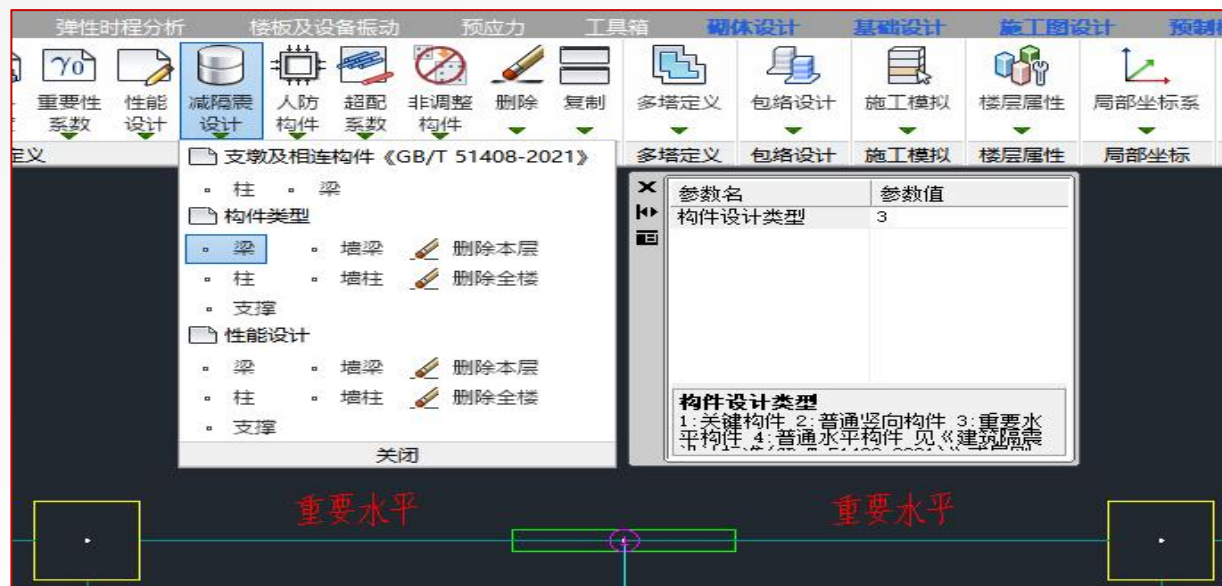 弹性时程分析 楼板及设备振动 预应力 工具箱 砌体设计 基础设计 施工图设计 预制
γ0
重要性 性能 减隔震 人防 超配 非调整 删除 复制 多塔定义 包络设计 施工模拟 楼层属性 局部坐标系
系数 设计 设计 构件 系数 构件
定义 多塔定义 包络设计 施工模拟 楼层属性 局部坐标
支墩及相连构件《GB/T 51408-2021》
柱 梁
构件类型
梁 墙梁 删除本层
柱 墙柱 删除全楼
支撑
性能设计
梁 墙梁 删除本层
柱 墙柱 删除全楼
支撑
关闭
参数名 参数值
构件设计类型 3
构件设计类型
1:关键构件 2:普通竖向构件 3:重要水
平构件 4:普通水平构件 见《建筑隔震
重要水平 重要水平